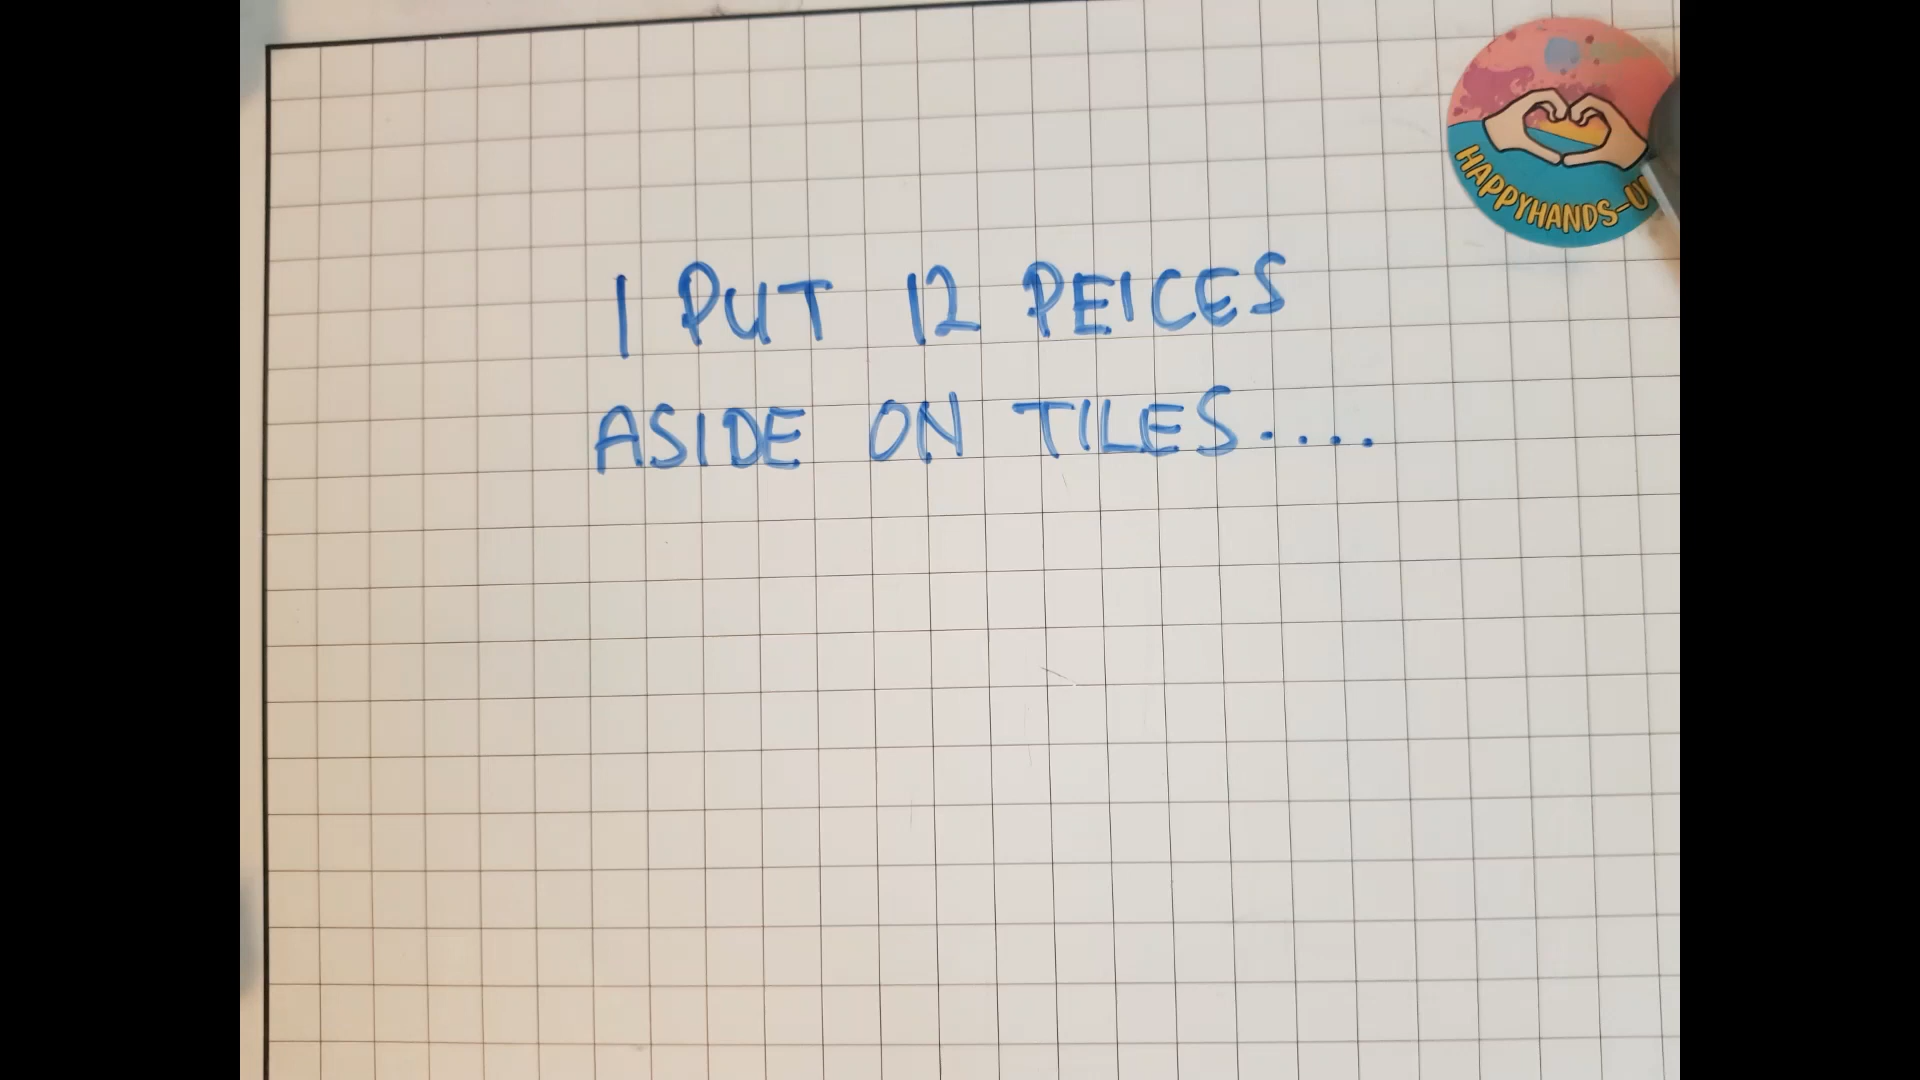 HAPPYHANDS-U
I PUT 12 PEICES
ASIDE ON TILES....